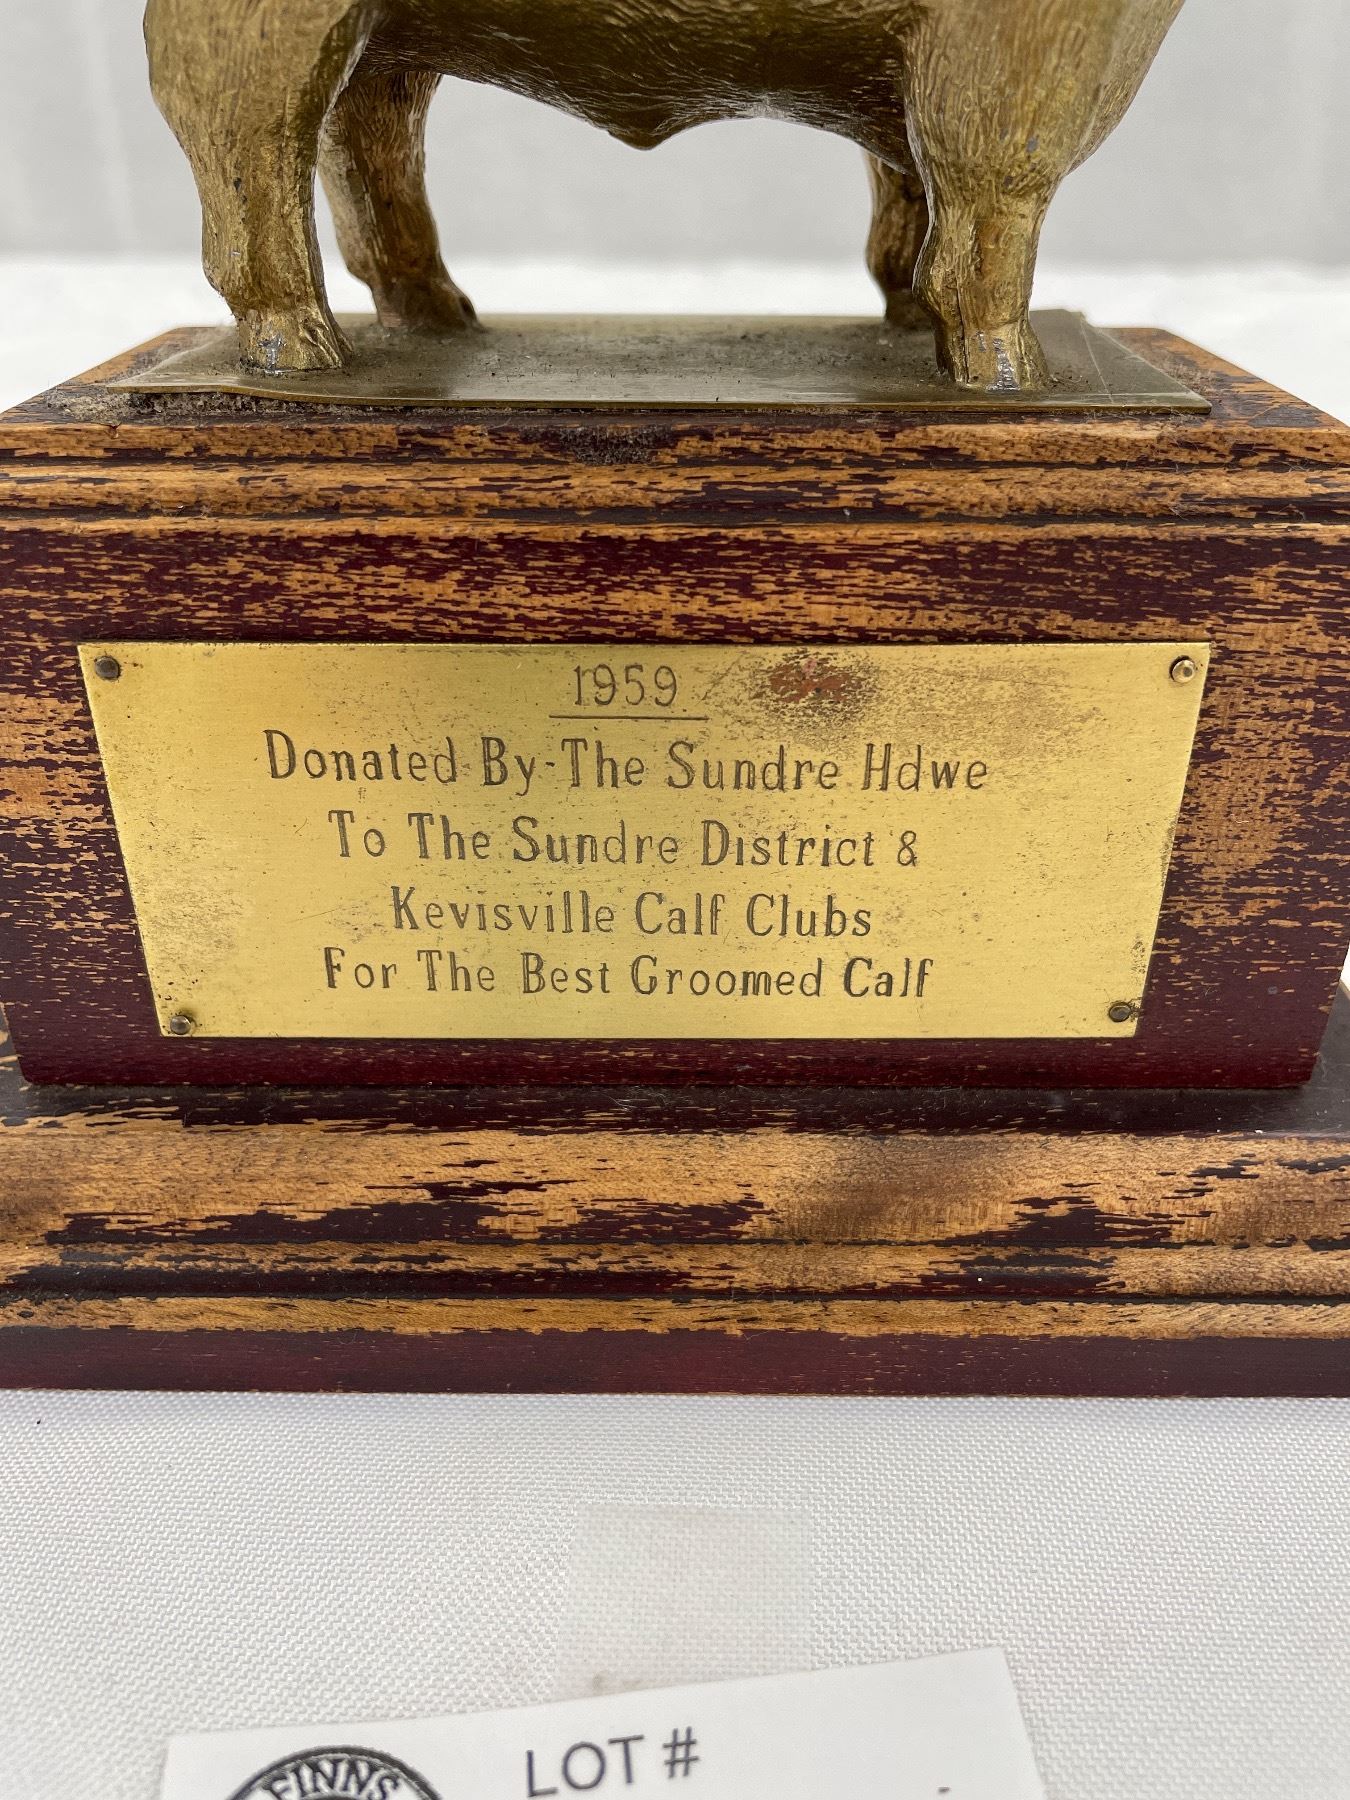 1959
Donated By-The Sundre Hdwe
To The Sundre District &
Kevisville Calf Clubs
For The Best Groomed Calf
LOT #
FINNS